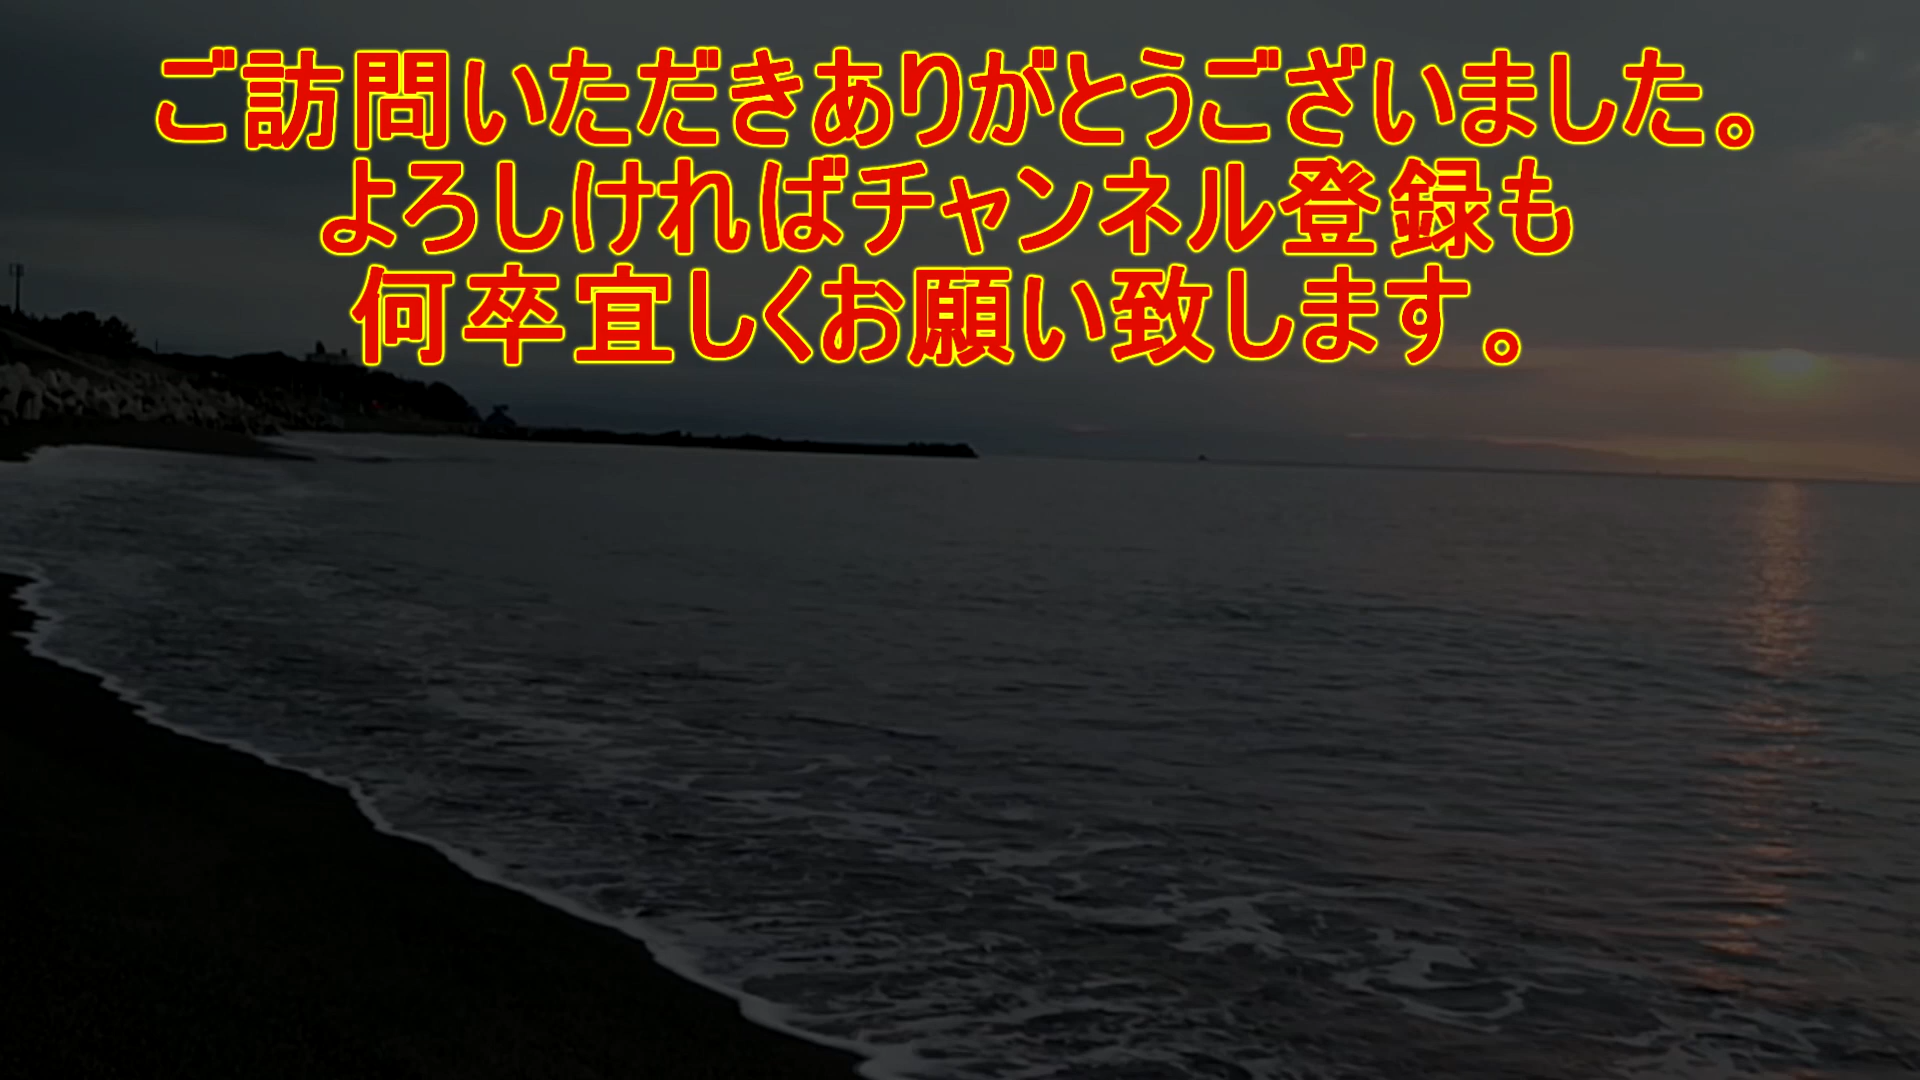 ご訪問いただきありがとうございました。
よろしければチャンネル登録も
何卒宜しくお願い致します。